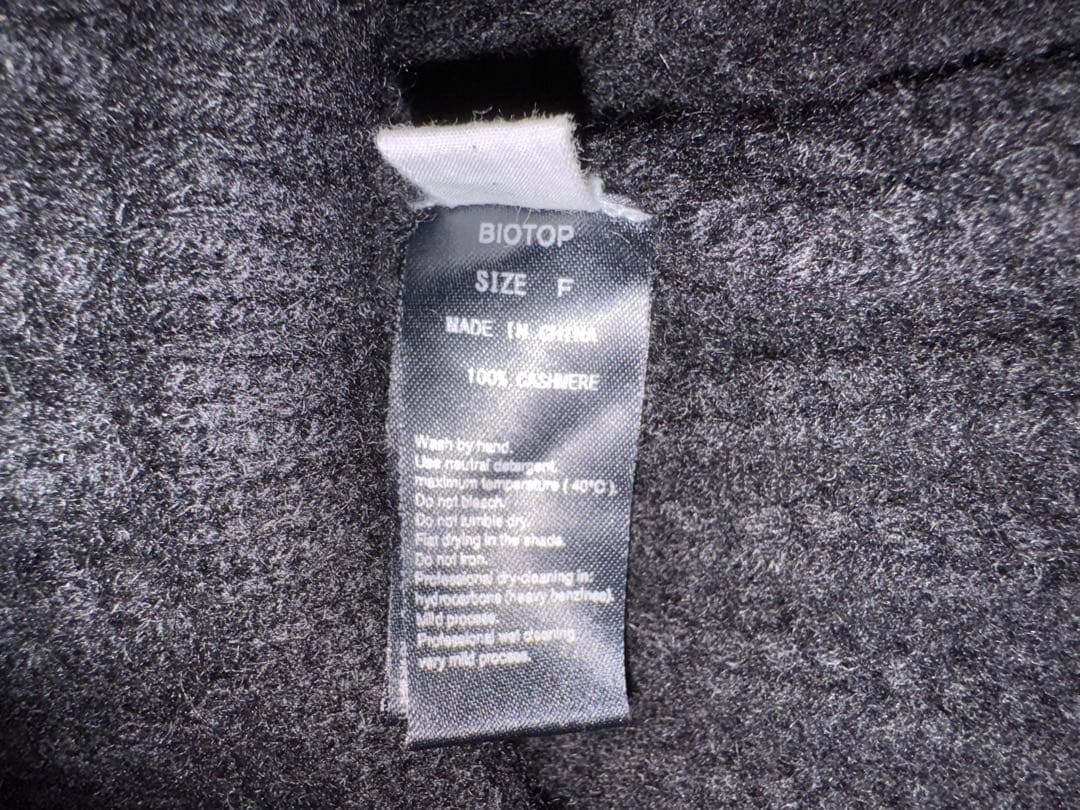 BIOTOP
SIZE F
MADE IN CHINA
100% CASHMERE
Wash by hand.
Use neutral detergent,
maximum temperature ( 40°C ).
Do not bleach.
Do not tumble dry.
Flat drying in the shade.
Do not iron.
Professional dry-cleaning in:
hydrocarbons (heavy benzines).
Mild process.
Professional wet cleaning,
very mild process.